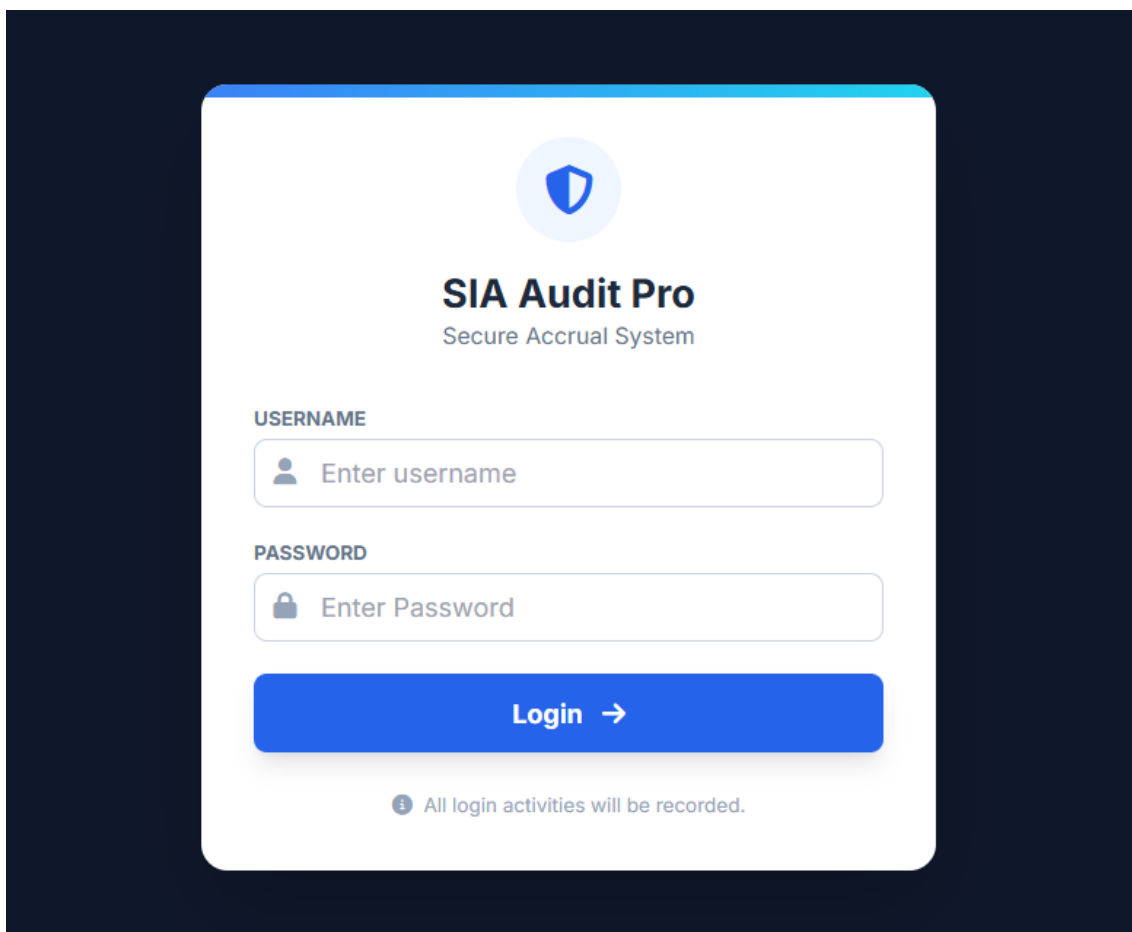 SIA Audit Pro
Secure Accrual System
USERNAME
Enter username
PASSWORD
Enter Password
Login
All login activities will be recorded.